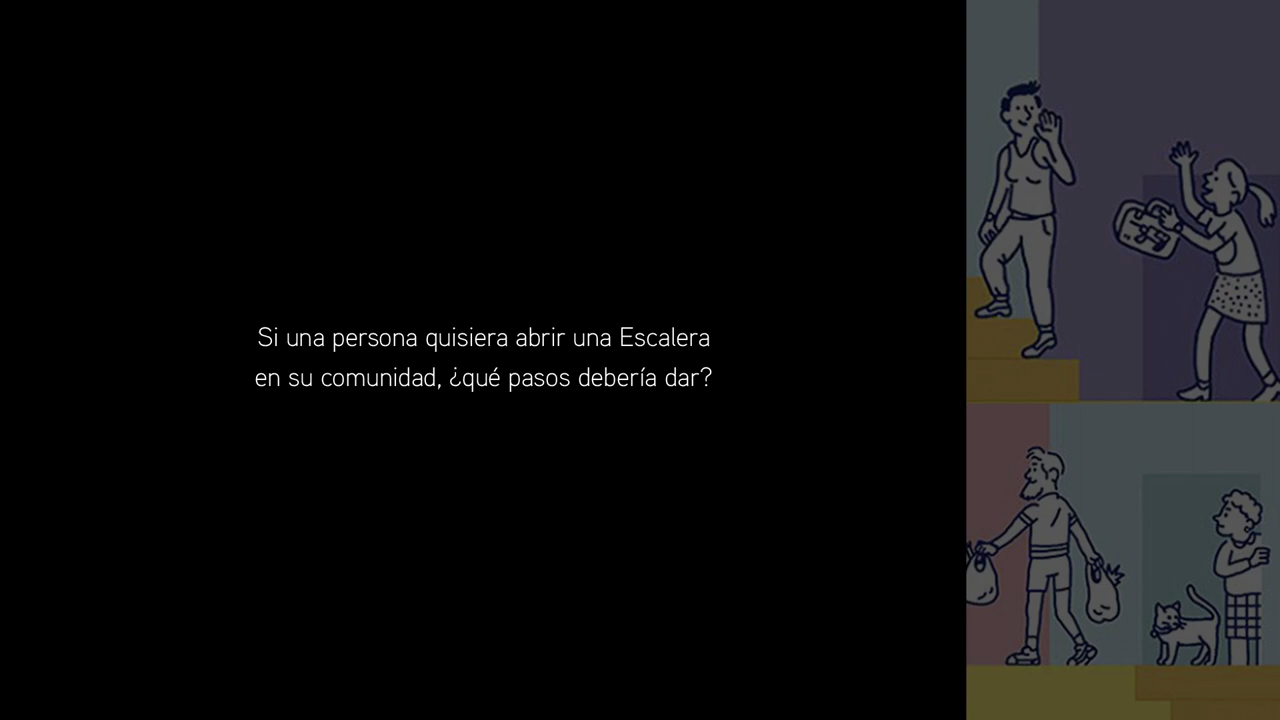 Si una persona quisiera abrir una Escalera
en su comunidad, ¿qué pasos debería dar?